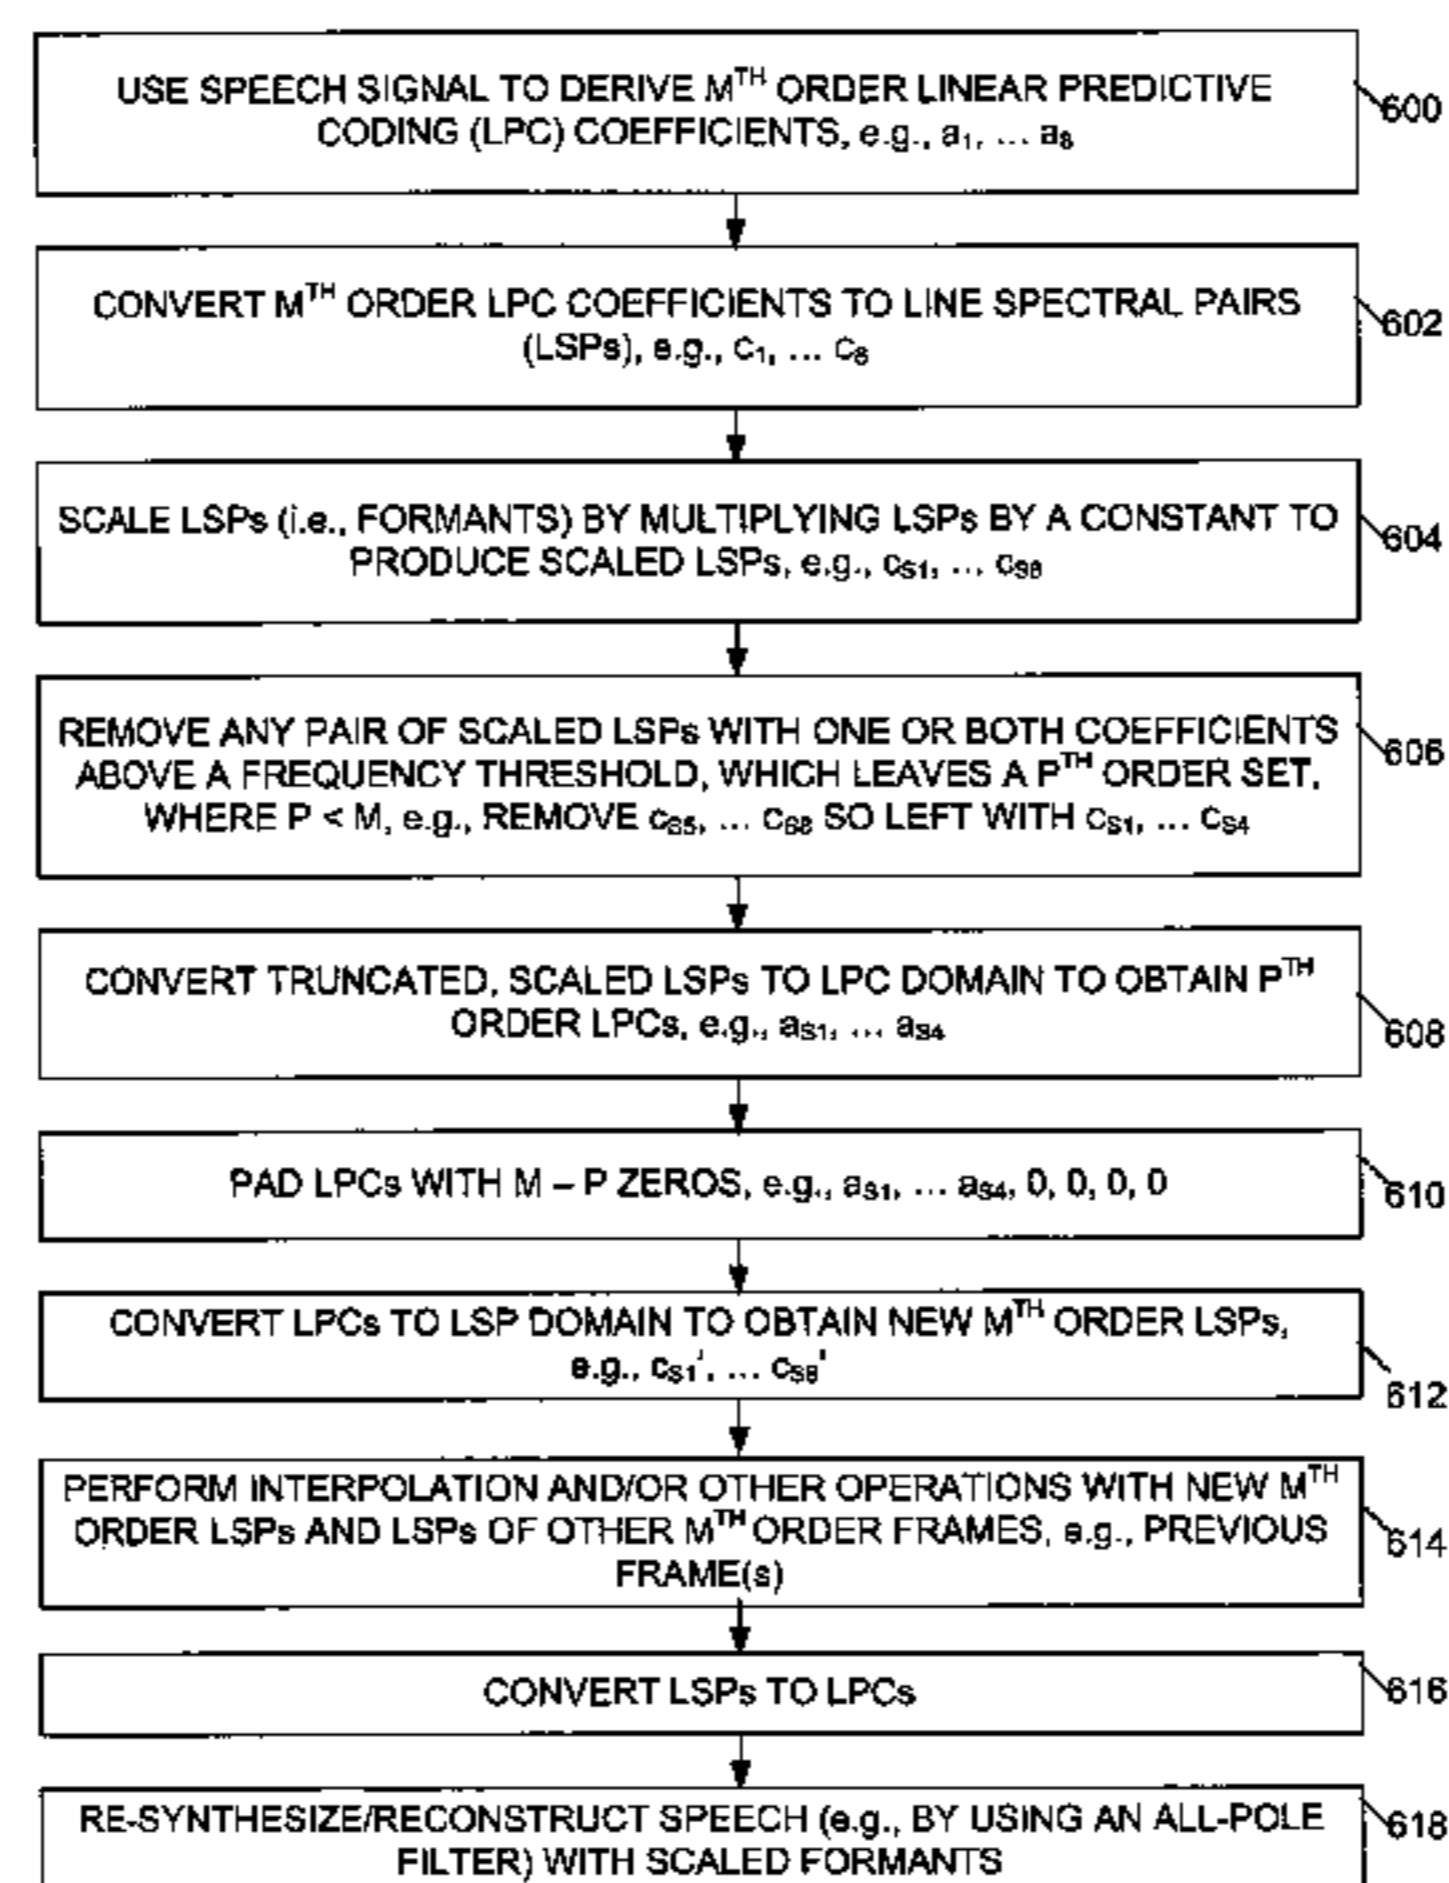 USE SPEECH SIGNAL TO DERIVE Mᵀᴴ ORDER LINEAR PREDICTIVE
CODING (LPC) COEFFICIENTS, e.g., a₁, ... a₈
600
CONVERT Mᵀᴴ ORDER LPC COEFFICIENTS TO LINE SPECTRAL PAIRS
(LSPs), e.g., c₁, ... c₈
602
SCALE LSPs (i.e., FORMANTS) BY MULTIPLYING LSPs BY A CONSTANT TO
PRODUCE SCALED LSPs, e.g., cS1, ... cS8
604
REMOVE ANY PAIR OF SCALED LSPs WITH ONE OR BOTH COEFFICIENTS
ABOVE A FREQUENCY THRESHOLD, WHICH LEAVES A Pᵀᴴ ORDER SET,
WHERE P < M, e.g., REMOVE cS5, ... cS8 SO LEFT WITH cS1, ... cS4
606
CONVERT TRUNCATED, SCALED LSPs TO LPC DOMAIN TO OBTAIN Pᵀᴴ
ORDER LPCs, e.g., aS1, ... aS4
608
PAD LPCs WITH M – P ZEROS, e.g., aS1, ... aS4, 0, 0, 0, 0
610
CONVERT LPCs TO LSP DOMAIN TO OBTAIN NEW Mᵀᴴ ORDER LSPs,
e.g., cS1', ... cS8'
612
PERFORM INTERPOLATION AND/OR OTHER OPERATIONS WITH NEW Mᵀᴴ
ORDER LSPs AND LSPs OF OTHER Mᵀᴴ ORDER FRAMES, e.g., PREVIOUS
FRAME(s)
614
CONVERT LSPs TO LPCs
616
RE-SYNTHESIZE/RECONSTRUCT SPEECH (e.g., BY USING AN ALL-POLE
FILTER) WITH SCALED FORMANTS
618